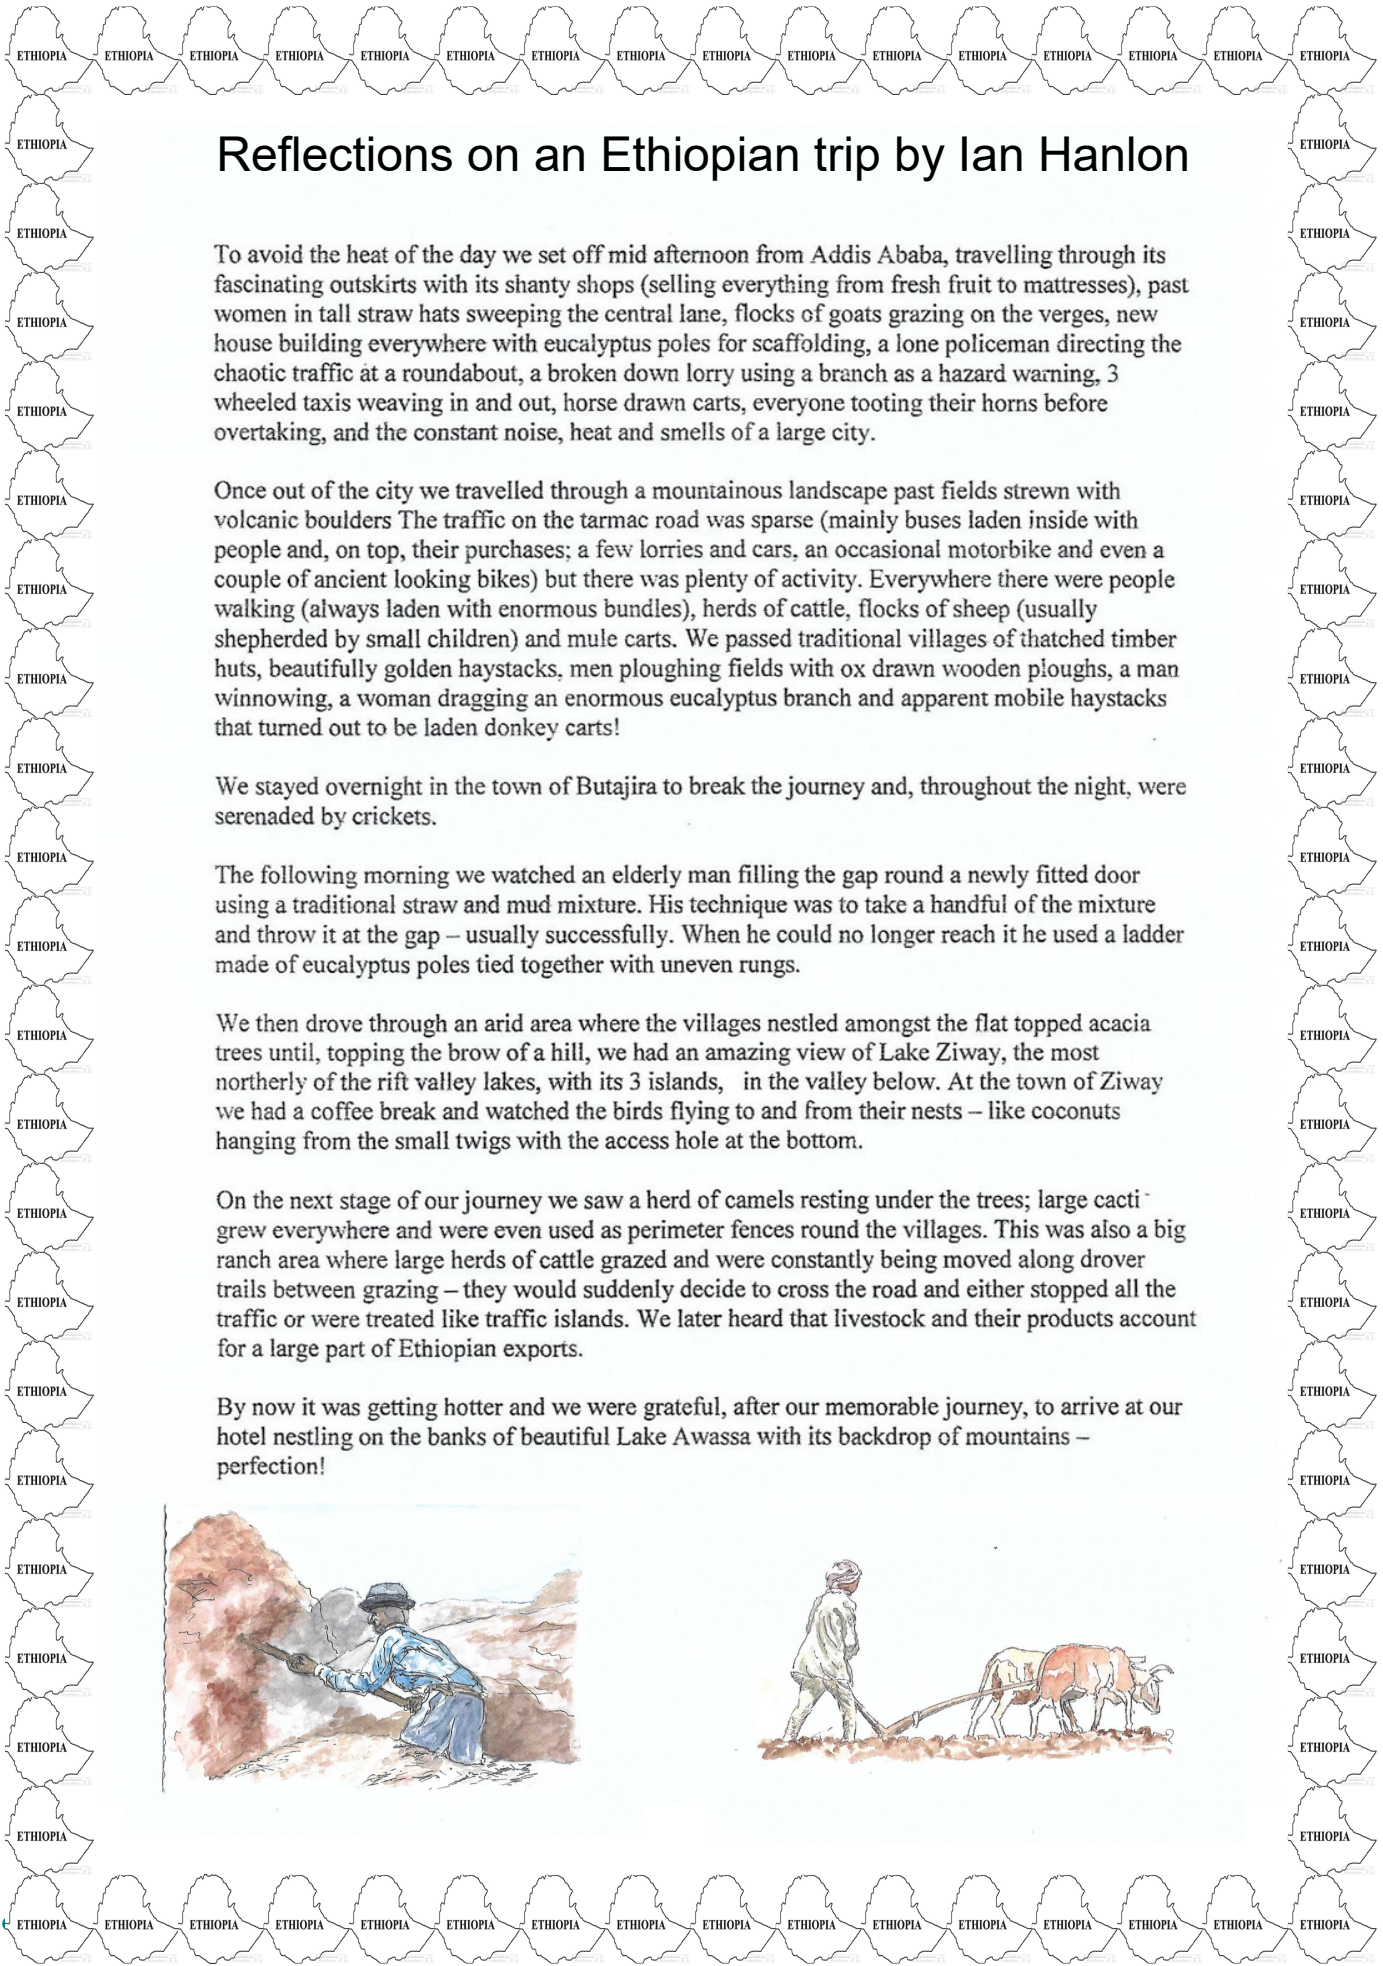 ETHIOPIA ETHIOPIA ETHIOPIA ETHIOPIA ETHIOPIA ETHIOPIA ETHIOPIA ETHIOPIA ETHIOPIA ETHIOPIA ETHIOPIA ETHIOPIA ETHIOPIA ETHIOPIA ETHIOPIA ETHIOPIA
Reflections on an Ethiopian trip by Ian Hanlon
To avoid the heat of the day we set off mid afternoon from Addis Ababa, travelling through its
fascinating outskirts with its shanty shops (selling everything from fresh fruit to mattresses), past
women in tall straw hats sweeping the central lane, flocks of goats grazing on the verges, new
house building everywhere with eucalyptus poles for scaffolding, a lone policeman directing the
chaotic traffic at a roundabout, a broken down lorry using a branch as a hazard warning, 3
wheeled taxis weaving in and out, horse drawn carts, everyone tooting their horns before
overtaking, and the constant noise, heat and smells of a large city.
Once out of the city we travelled through a mountainous landscape past fields strewn with
volcanic boulders The traffic on the tarmac road was sparse (mainly buses laden inside with
people and, on top, their purchases; a few lorries and cars, an occasional motorbike and even a
couple of ancient looking bikes) but there was plenty of activity. Everywhere there were people
walking (always laden with enormous bundles), herds of cattle, flocks of sheep (usually
shepherded by small children) and mule carts. We passed traditional villages of thatched timber
huts, beautifully golden haystacks, men ploughing fields with ox drawn wooden ploughs, a man
winnowing, a woman dragging an enormous eucalyptus branch and apparent mobile haystacks
that turned out to be laden donkey carts!
We stayed overnight in the town of Butajira to break the journey and, throughout the night, were
serenaded by crickets.
The following morning we watched an elderly man filling the gap round a newly fitted door
using a traditional straw and mud mixture. His technique was to take a handful of the mixture
and throw it at the gap – usually successfully. When he could no longer reach it he used a ladder
made of eucalyptus poles tied together with uneven rungs.
We then drove through an arid area where the villages nestled amongst the flat topped acacia
trees until, topping the brow of a hill, we had an amazing view of Lake Ziway, the most
northerly of the rift valley lakes, with its 3 islands, in the valley below. At the town of Ziway
we had a coffee break and watched the birds flying to and from their nests – like coconuts
hanging from the small twigs with the access hole at the bottom.
On the next stage of our journey we saw a herd of camels resting under the trees; large cacti
grew everywhere and were even used as perimeter fences round the villages. This was also a big
ranch area where large herds of cattle grazed and were constantly being moved along drover
trails between grazing – they would suddenly decide to cross the road and either stopped all the
traffic or were treated like traffic islands. We later heard that livestock and their products account
for a large part of Ethiopian exports.
By now it was getting hotter and we were grateful, after our memorable journey, to arrive at our
hotel nestling on the banks of beautiful Lake Awassa with its backdrop of mountains –
perfection!
ETHIOPIA ETHIOPIA ETHIOPIA ETHIOPIA ETHIOPIA ETHIOPIA ETHIOPIA ETHIOPIA ETHIOPIA ETHIOPIA ETHIOPIA ETHIOPIA ETHIOPIA ETHIOPIA ETHIOPIA ETHIOPIA